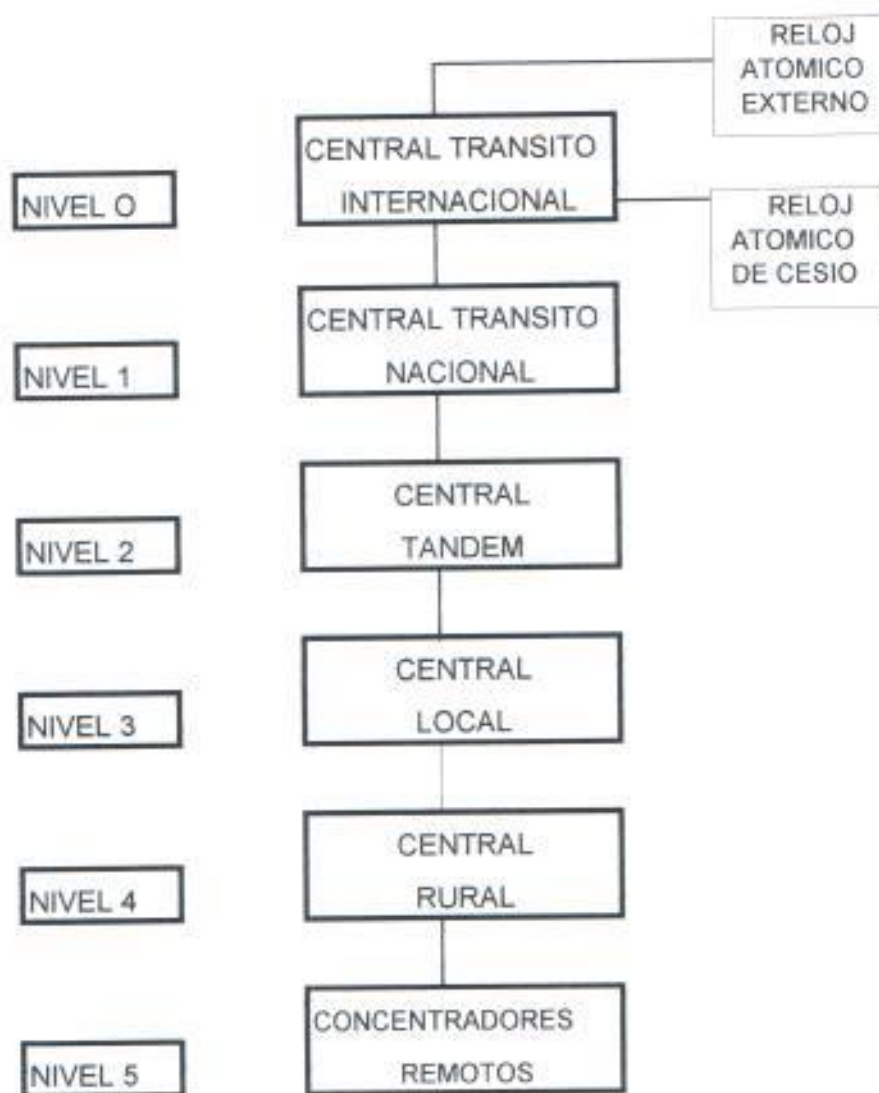 RELOJ
ATOMICO
EXTERNO
CENTRAL TRANSITO
INTERNACIONAL
NIVEL O
RELOJ
ATOMICO
DE CESIO
CENTRAL TRANSITO
NACIONAL
NIVEL 1
CENTRAL
TANDEM
NIVEL 2
CENTRAL
LOCAL
NIVEL 3
CENTRAL
RURAL
NIVEL 4
CONCENTRADORES
REMOTOS
NIVEL 5